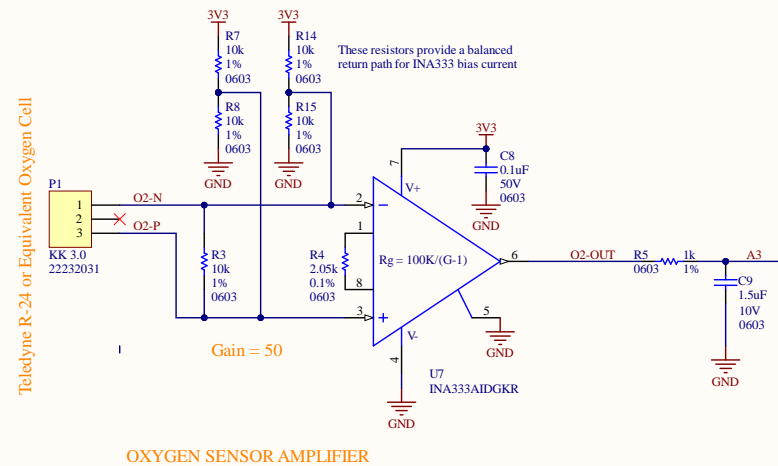 3V3
3V3
R7
10k
1%
0603
R14
10k
1%
0603
These resistors provide a balanced
return path for INA333 bias current
R8
10k
1%
0603
R15
10k
1%
0603
GND
GND
Teledyne R-24 or Equivalent Oxygen Cell
P1
1
2
3
KK 3.0
22232031
O2-N
O2-P
R3
10k
1%
0603
R4
2.05k
0.1%
0603
2
1
8
3
7
V+
Rg = 100K/(G-1)
V-
4
3V3
C8
0.1uF
50V
0603
GND
6
O2-OUT
R5
0603
1k
1%
A3
C9
1.5uF
10V
0603
GND
5
GND
Gain = 50
U7
INA333AIDGKR
GND
OXYGEN SENSOR AMPLIFIER